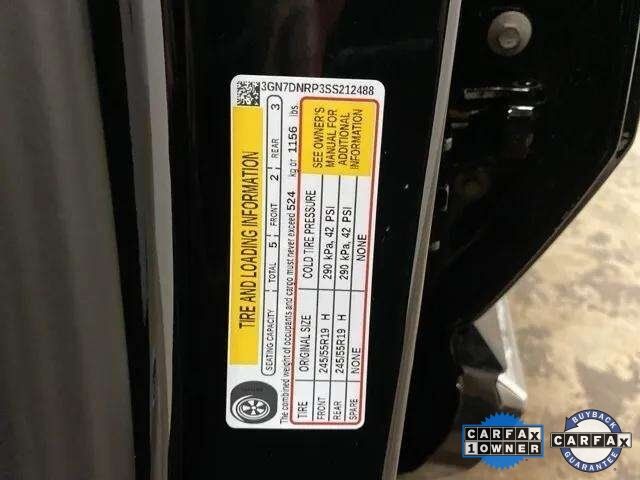 3GN7DNRP3SS212488
TIRE AND LOADING INFORMATION
SEATING CAPACITY TOTAL 5 FRONT 2 REAR 3
The combined weight of occupants and cargo must never exceed 524 kg or 1156 lbs.
TIRE ORIGINAL SIZE COLD TIRE PRESSURE
FRONT 245/55R19 H 290 kPa, 42 PSI
REAR 245/55R19 H 290 kPa, 42 PSI
SPARE NONE NONE
SEE OWNER'S
MANUAL FOR
ADDITIONAL
INFORMATION
CARFAX
1 OWNER
BUYBACK
CARFAX
GUARANTEE